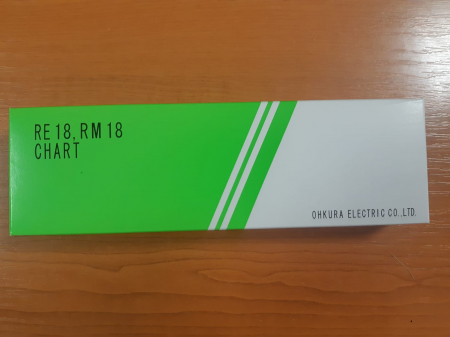 RE18, RM18
CHART
OHKURA ELECTRIC CO.,LTD.